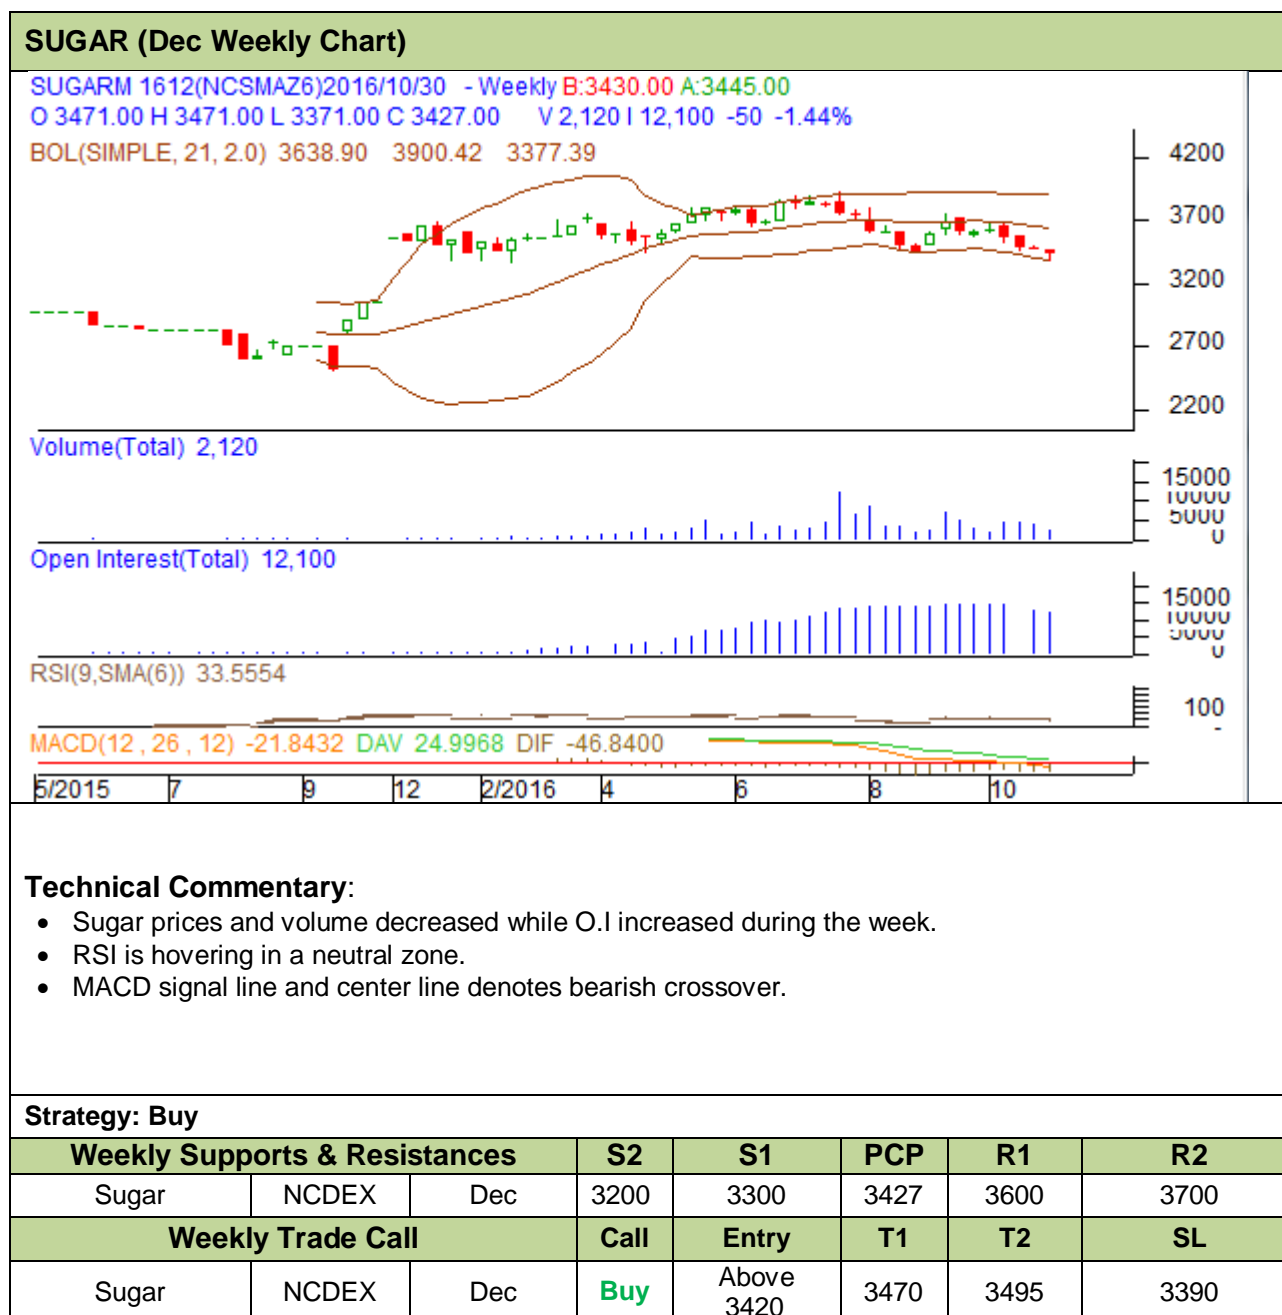 SUGAR (Dec Weekly Chart)
SUGARM 1612(NCSMAZ6)2016/10/30 - Weekly B:3430.00 A:3445.00
O 3471.00 H 3471.00 L 3371.00 C 3427.00 V 2,120 I 12,100 -50 -1.44%
BOL(SIMPLE, 21, 2.0) 3638.90 3900.42 3377.39
4200
3700
3200
2700
2200
Volume(Total) 2,120
15000
10000
5000
0
Open Interest(Total) 12,100
15000
10000
5000
0
RSI(9,SMA(6)) 33.5554
100
MACD(12 , 26 , 12) -21.8432 DAV 24.9968 DIF -46.8400
5/2015 7 9 12 2/2016 4 6 8 10
Technical Commentary:
• Sugar prices and volume decreased while O.I increased during the week.
• RSI is hovering in a neutral zone.
• MACD signal line and center line denotes bearish crossover.
Strategy: Buy
Weekly Supports & Resistances S2 S1 PCP R1 R2
Sugar NCDEX Dec 3200 3300 3427 3600 3700
Weekly Trade Call Call Entry T1 T2 SL
Sugar NCDEX Dec Buy Above 3420 3470 3495 3390